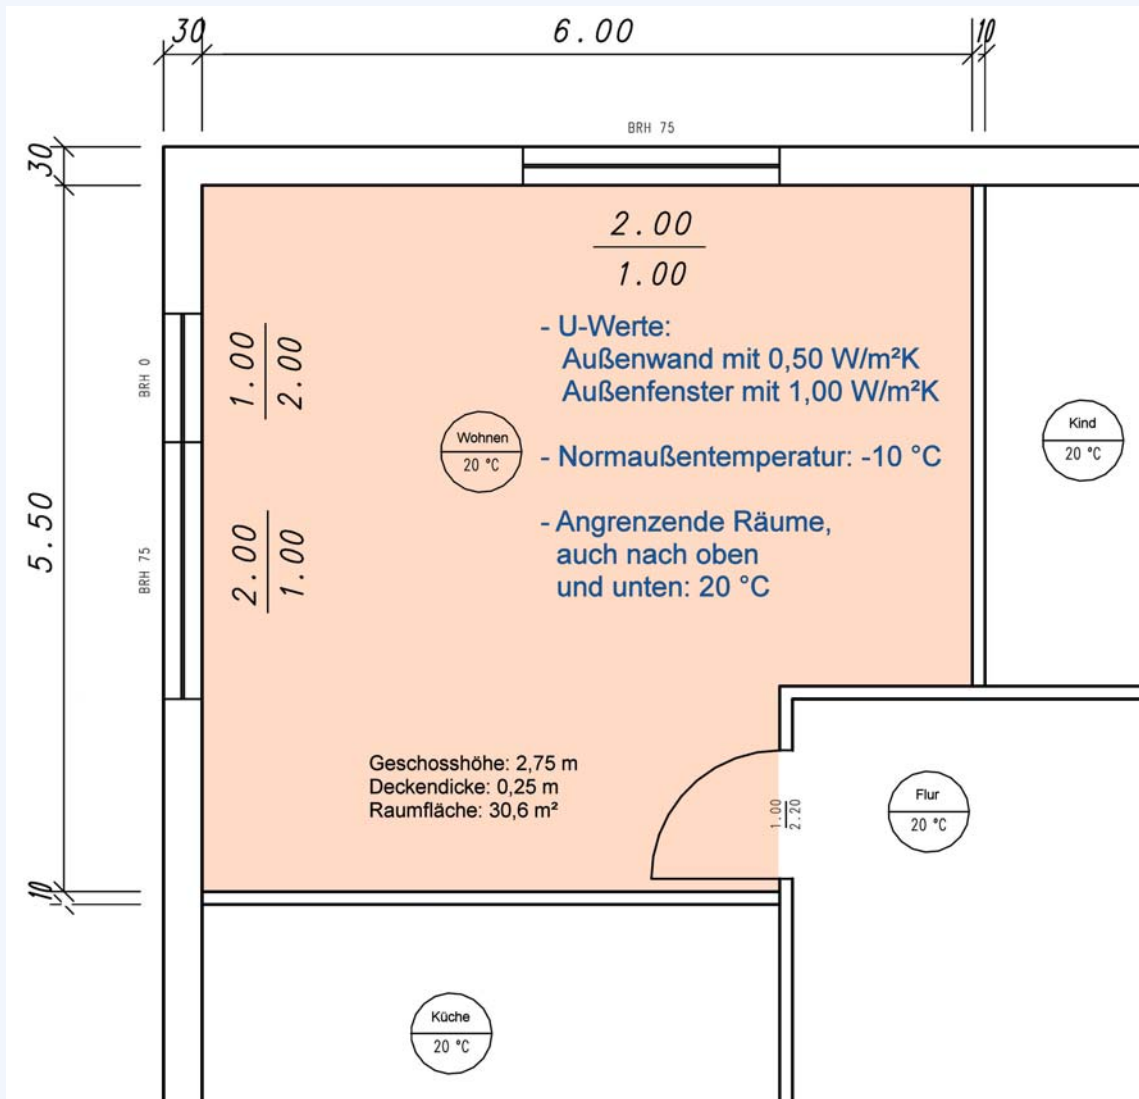 30
6.00
10
BRH 75
30
2.00
1.00
- U-Werte:
Außenwand mit 0,50 W/m²K
Außenfenster mit 1,00 W/m²K
1.00
2.00
BRH 0
Wohnen
20 °C
- Normaußentemperatur: -10 °C
Kind
20 °C
- Angrenzende Räume,
auch nach oben
und unten: 20 °C
5.50
BRH 75
2.00
1.00
Geschosshöhe: 2,75 m
Deckendicke: 0,25 m
Raumfläche: 30,6 m²
1.00
2.20
Flur
20 °C
10
Küche
20 °C